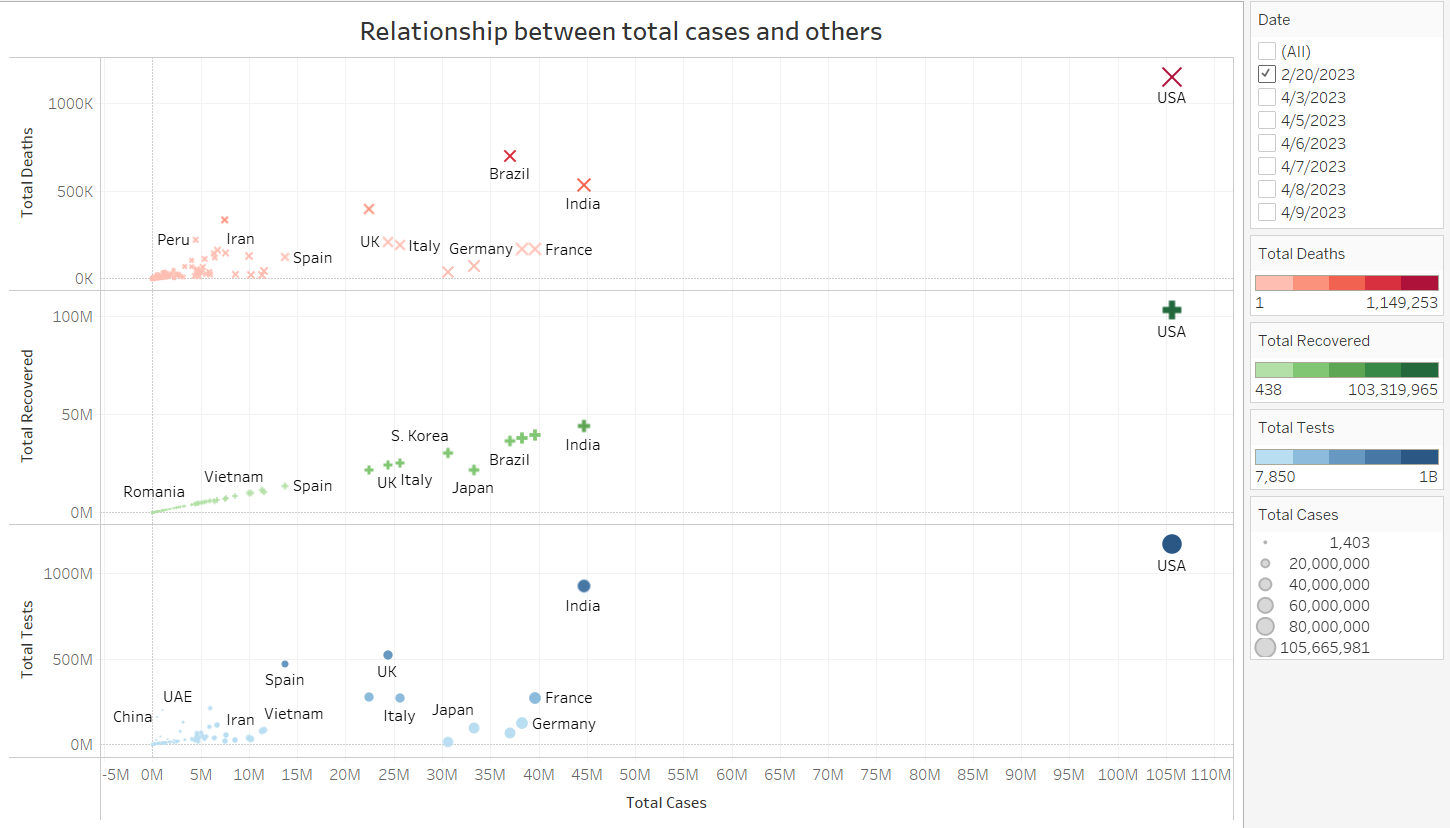 Relationship between total cases and others
Total Deaths
1000K
500K
0K
USA
Brazil
India
Peru
Iran
Spain
UK
Italy
Germany
France
Total Recovered
100M
50M
0M
USA
India
S. Korea
Brazil
Vietnam
Romania
Spain
UK
Italy
Japan
Total Tests
1000M
500M
0M
USA
India
UK
Spain
UAE
China
Iran
Vietnam
Italy
Japan
France
Germany
-5M 0M 5M 10M 15M 20M 25M 30M 35M 40M 45M 50M 55M 60M 65M 70M 75M 80M 85M 90M 95M 100M 105M 110M
Total Cases
Date
(All)
2/20/2023
4/3/2023
4/5/2023
4/6/2023
4/7/2023
4/8/2023
4/9/2023
Total Deaths
1 1,149,253
Total Recovered
438 103,319,965
Total Tests
7,850 1B
Total Cases
1,403
20,000,000
40,000,000
60,000,000
80,000,000
105,665,981